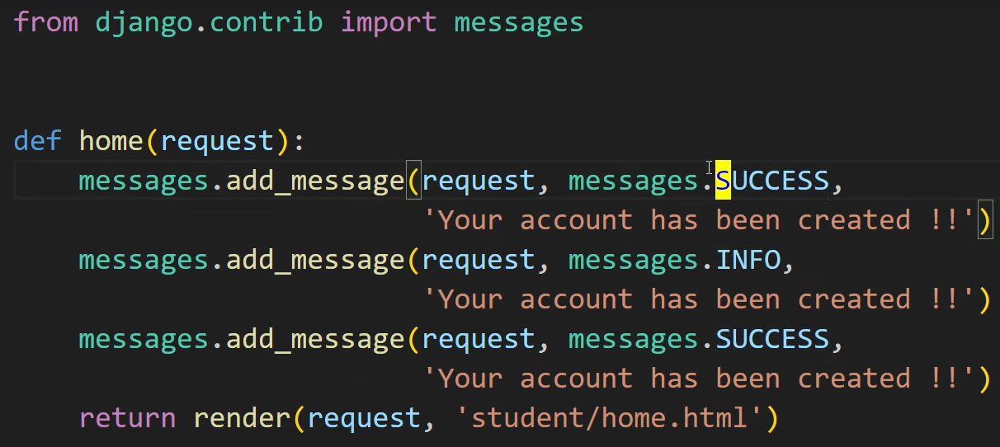 from django.contrib import messages
def home(request):
    messages.add_message(request, messages.SUCCESS,
                         'Your account has been created !!')
    messages.add_message(request, messages.INFO,
                         'Your account has been created !!')
    messages.add_message(request, messages.SUCCESS,
                         'Your account has been created !!')
    return render(request, 'student/home.html')